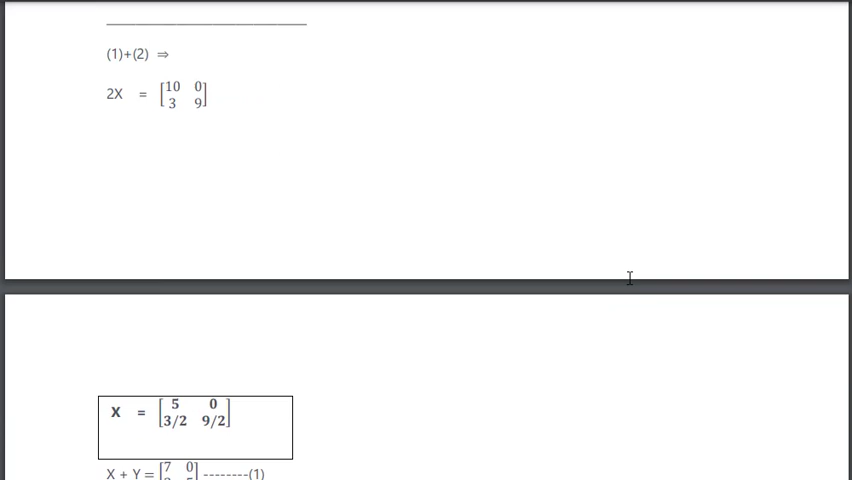 (1)+(2) ⇒
2X = [10 0
3 9]
X = [5 0
3/2 9/2]
X + Y = [7 0] --------(1)